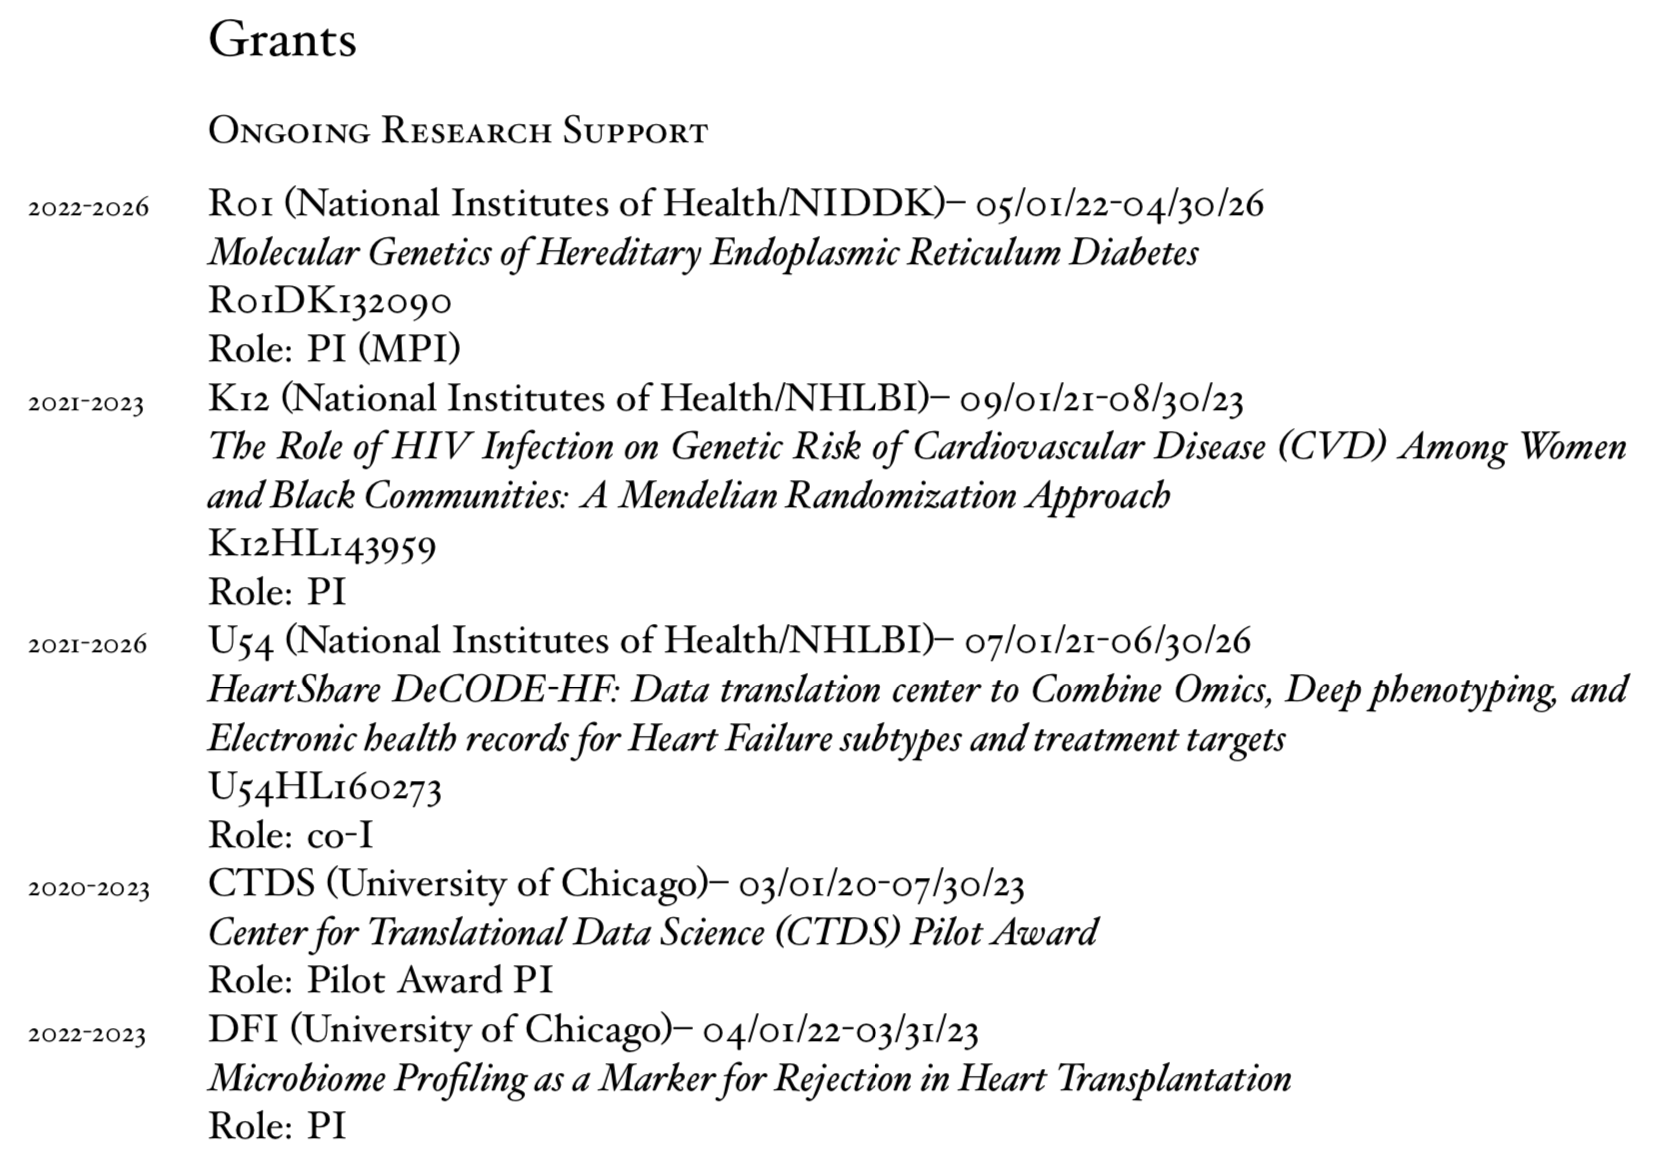 Grants
Ongoing Research Support
2022-2026 R01 (National Institutes of Health/NIDDK)– 05/01/22-04/30/26
Molecular Genetics of Hereditary Endoplasmic Reticulum Diabetes
R01DK132090
Role: PI (MPI)
2021-2023 K12 (National Institutes of Health/NHLBI)– 09/01/21-08/30/23
The Role of HIV Infection on Genetic Risk of Cardiovascular Disease (CVD) Among Women
and Black Communities: A Mendelian Randomization Approach
K12HL143959
Role: PI
2021-2026 U54 (National Institutes of Health/NHLBI)– 07/01/21-06/30/26
HeartShare DeCODE-HF: Data translation center to Combine Omics, Deep phenotyping, and
Electronic health records for Heart Failure subtypes and treatment targets
U54HL160273
Role: co-I
2020-2023 CTDS (University of Chicago)– 03/01/20-07/30/23
Center for Translational Data Science (CTDS) Pilot Award
Role: Pilot Award PI
2022-2023 DFI (University of Chicago)– 04/01/22-03/31/23
Microbiome Profiling as a Marker for Rejection in Heart Transplantation
Role: PI